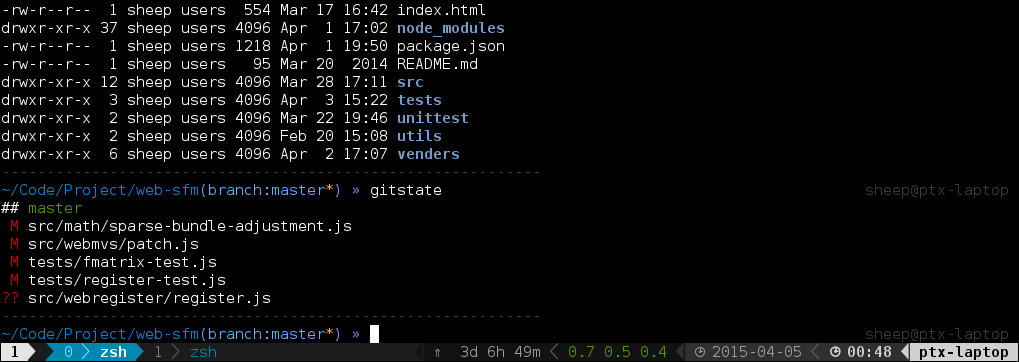 -rw-r--r--  1 sheep users  554 Mar 17 16:42 index.html
drwxr-xr-x 37 sheep users 4096 Apr  1 17:02 node_modules
-rw-r--r--  1 sheep users 1218 Apr  1 19:50 package.json
-rw-r--r--  1 sheep users   95 Mar 20  2014 README.md
drwxr-xr-x 12 sheep users 4096 Mar 28 17:11 src
drwxr-xr-x  3 sheep users 4096 Apr  3 15:22 tests
drwxr-xr-x  2 sheep users 4096 Mar 22 19:46 unittest
drwxr-xr-x  2 sheep users 4096 Feb 20 15:08 utils
drwxr-xr-x  6 sheep users 4096 Apr  2 17:07 venders
------------------------------------------------------------
~/Code/Project/web-sfm(branch:master*) » gitstate sheep@ptx-laptop
## master
 M src/math/sparse-bundle-adjustment.js
 M src/webmvs/patch.js
 M tests/fmatrix-test.js
 M tests/register-test.js
?? src/webregister/register.js
------------------------------------------------------------
~/Code/Project/web-sfm(branch:master*) » sheep@ptx-laptop
1 0 zsh 1 zsh ↑ 3d 6h 49m 0.7 0.5 0.4 2015-04-05 00:48 ptx-laptop